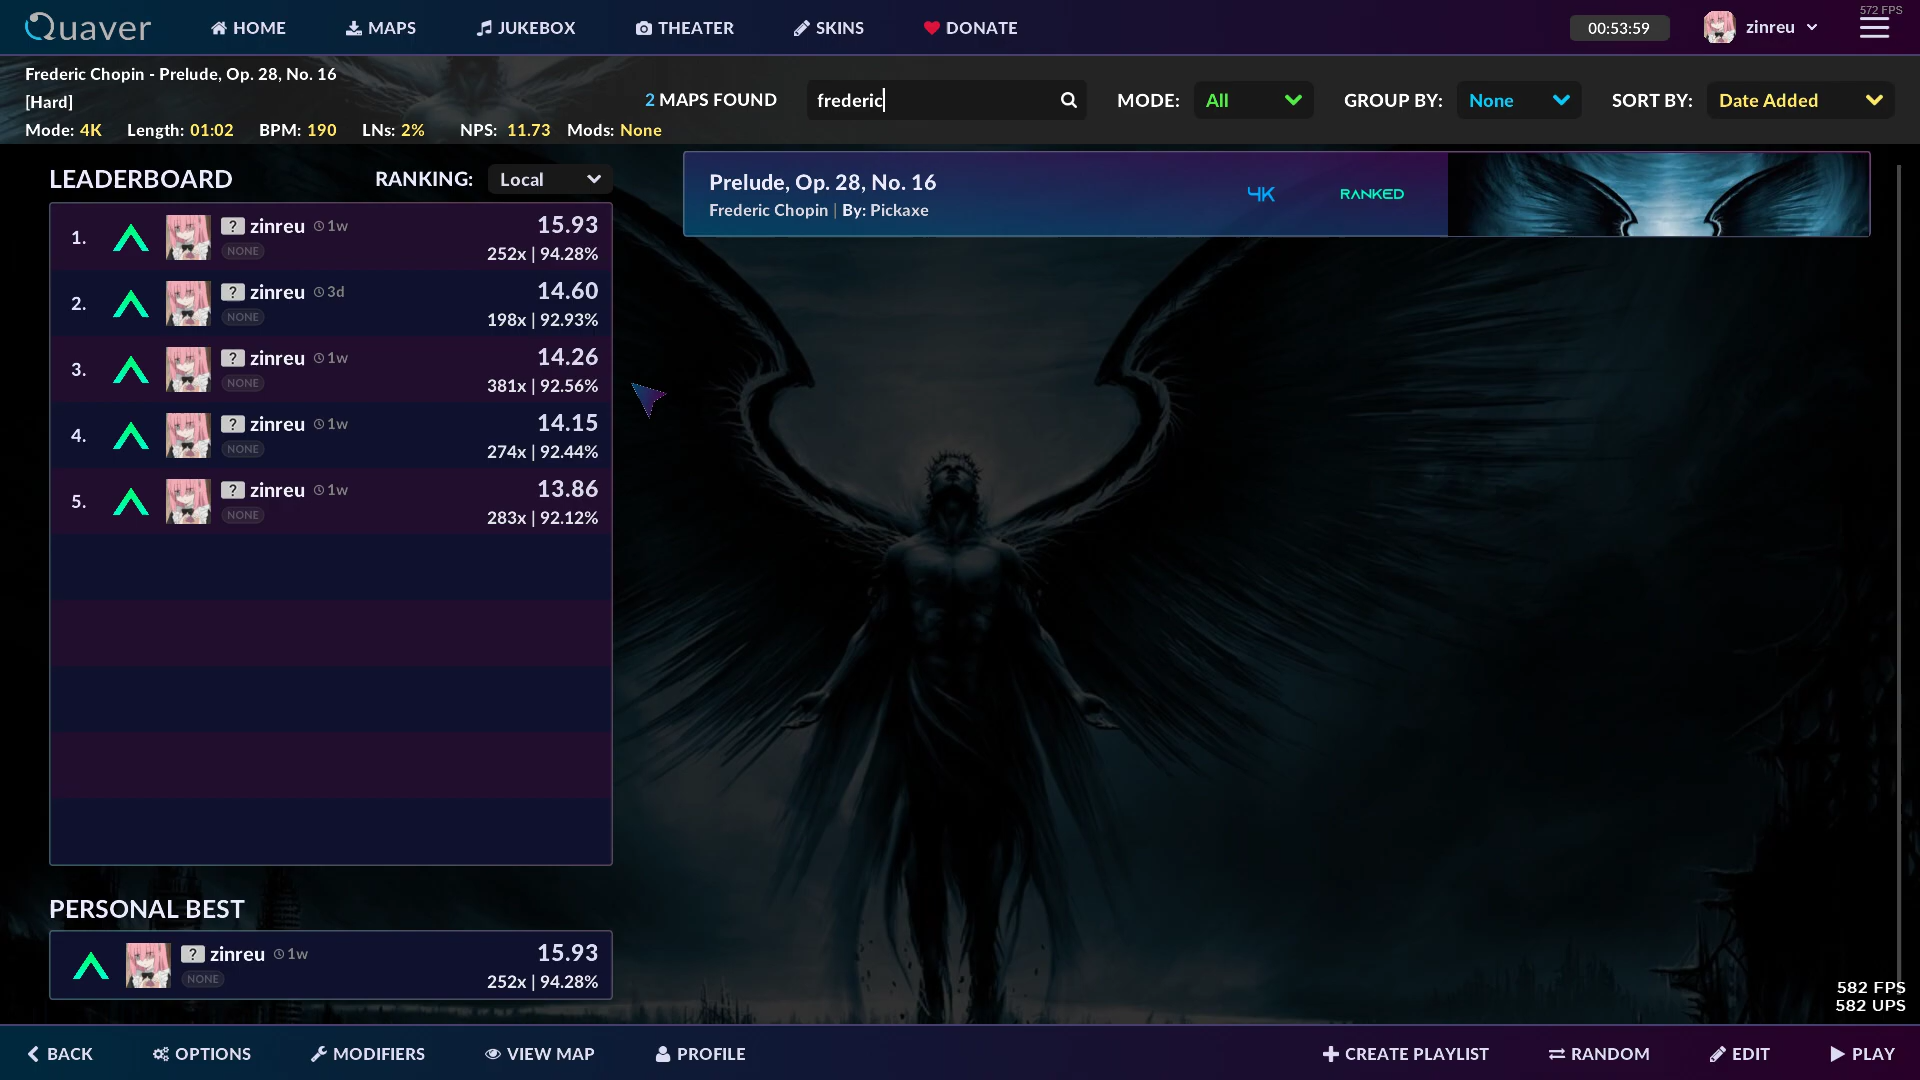 Quaver
HOME
MAPS
JUKEBOX
THEATER
SKINS
DONATE
00:53:59
zinreu
572 FPS
Frederic Chopin - Prelude, Op. 28, No. 16
[Hard]
Mode: 4K Length: 01:02 BPM: 190 LNs: 2% NPS: 11.73 Mods: None
2 MAPS FOUND
frederic
MODE: All
GROUP BY: None
SORT BY: Date Added
LEADERBOARD
RANKING: Local
1. ? zinreu 1w 15.93
NONE 252x | 94.28%
2. ? zinreu 3d 14.60
NONE 198x | 92.93%
3. ? zinreu 1w 14.26
NONE 381x | 92.56%
4. ? zinreu 1w 14.15
NONE 274x | 92.44%
5. ? zinreu 1w 13.86
NONE 283x | 92.12%
Prelude, Op. 28, No. 16
Frederic Chopin | By: Pickaxe
4K
RANKED
PERSONAL BEST
? zinreu 1w 15.93
NONE 252x | 94.28%
582 FPS
582 UPS
BACK
OPTIONS
MODIFIERS
VIEW MAP
PROFILE
CREATE PLAYLIST
RANDOM
EDIT
PLAY